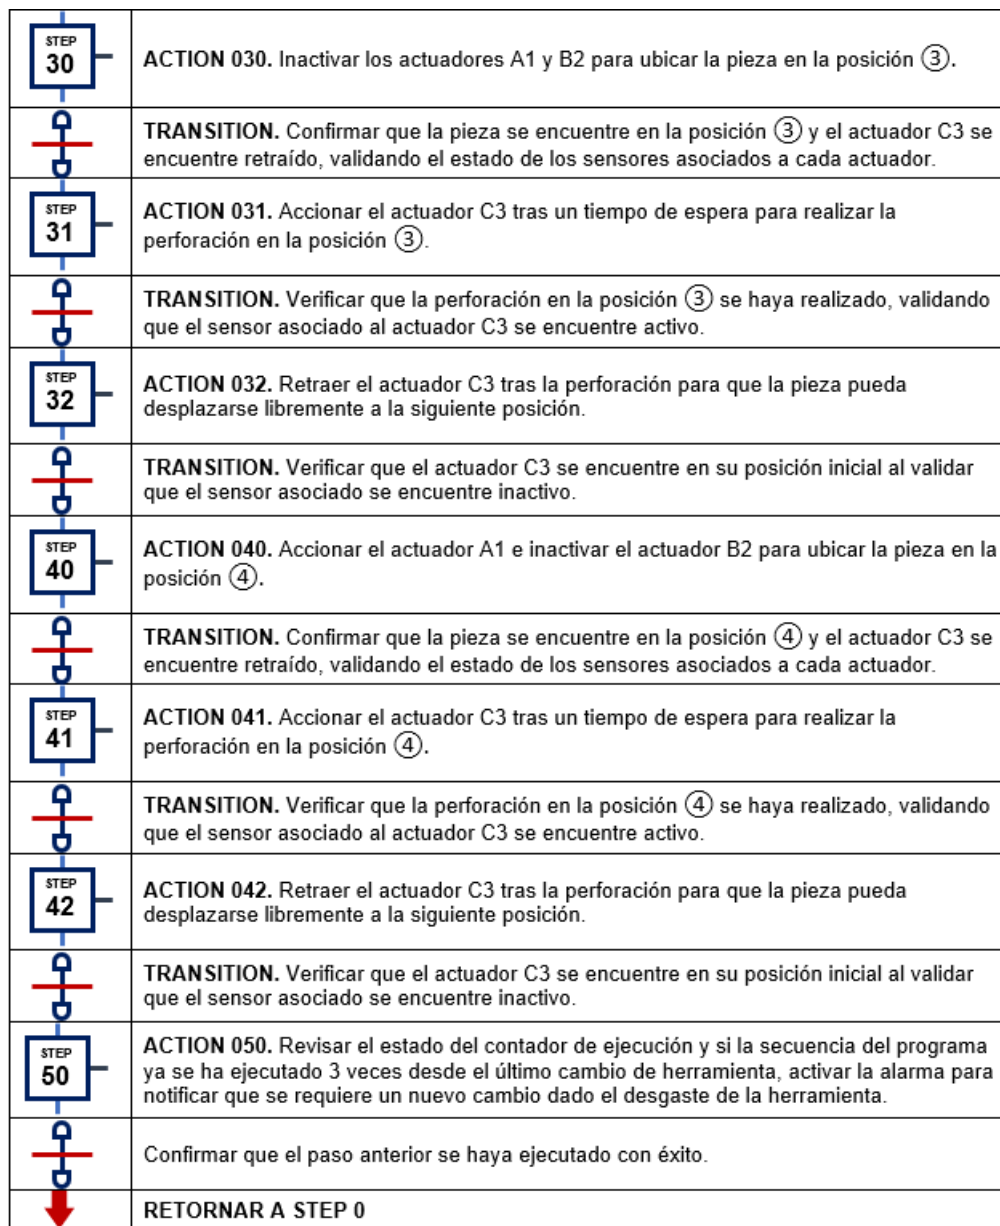 STEP
30
ACTION 030. Inactivar los actuadores A1 y B2 para ubicar la pieza en la posición ③.
TRANSITION. Confirmar que la pieza se encuentre en la posición ③ y el actuador C3 se
encuentre retraído, validando el estado de los sensores asociados a cada actuador.
STEP
31
ACTION 031. Accionar el actuador C3 tras un tiempo de espera para realizar la
perforación en la posición ③.
TRANSITION. Verificar que la perforación en la posición ③ se haya realizado, validando
que el sensor asociado al actuador C3 se encuentre activo.
STEP
32
ACTION 032. Retraer el actuador C3 tras la perforación para que la pieza pueda
desplazarse libremente a la siguiente posición.
TRANSITION. Verificar que el actuador C3 se encuentre en su posición inicial al validar
que el sensor asociado se encuentre inactivo.
STEP
40
ACTION 040. Accionar el actuador A1 e inactivar el actuador B2 para ubicar la pieza en la
posición ④.
TRANSITION. Confirmar que la pieza se encuentre en la posición ④ y el actuador C3 se
encuentre retraído, validando el estado de los sensores asociados a cada actuador.
STEP
41
ACTION 041. Accionar el actuador C3 tras un tiempo de espera para realizar la
perforación en la posición ④.
TRANSITION. Verificar que la perforación en la posición ④ se haya realizado, validando
que el sensor asociado al actuador C3 se encuentre activo.
STEP
42
ACTION 042. Retraer el actuador C3 tras la perforación para que la pieza pueda
desplazarse libremente a la siguiente posición.
TRANSITION. Verificar que el actuador C3 se encuentre en su posición inicial al validar
que el sensor asociado se encuentre inactivo.
STEP
50
ACTION 050. Revisar el estado del contador de ejecución y si la secuencia del programa
ya se ha ejecutado 3 veces desde el último cambio de herramienta, activar la alarma para
notificar que se requiere un nuevo cambio dado el desgaste de la herramienta.
Confirmar que el paso anterior se haya ejecutado con éxito.
RETORNAR A STEP 0